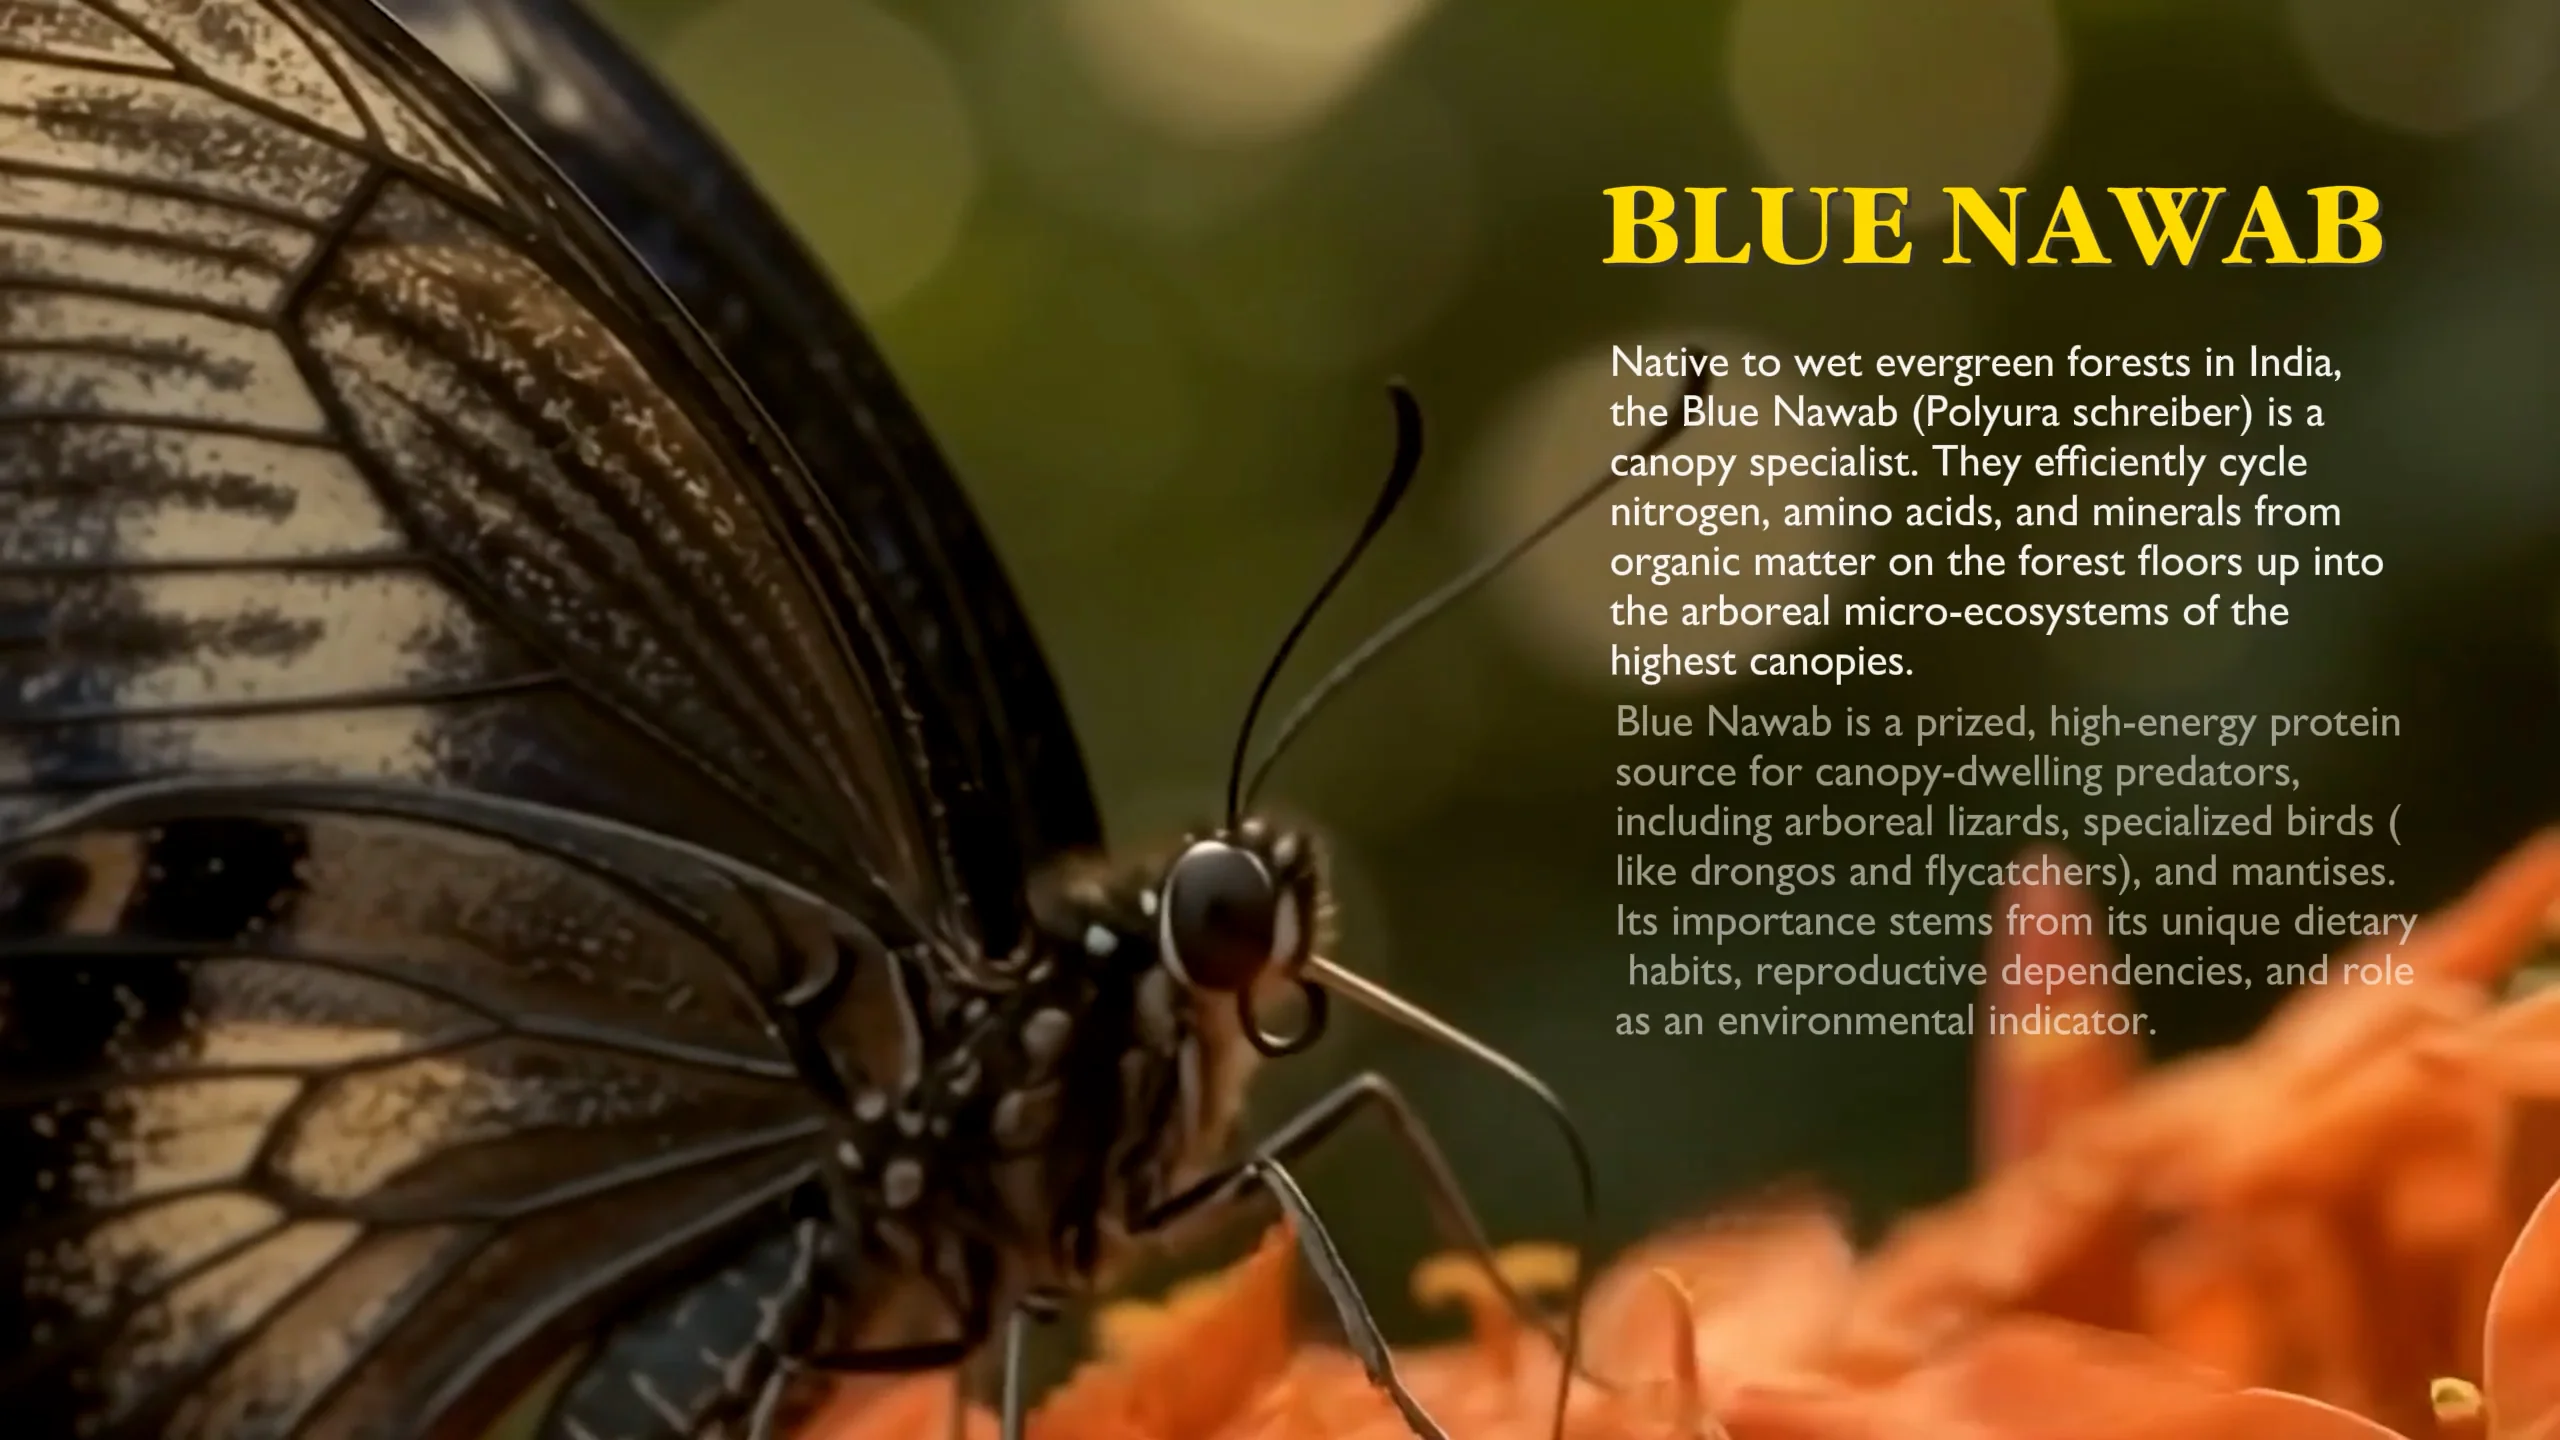 BLUE NAWAB
Native to wet evergreen forests in India,
the Blue Nawab (Polyura schreiber) is a
canopy specialist. They efficiently cycle
nitrogen, amino acids, and minerals from
organic matter on the forest floors up into
the arboreal micro-ecosystems of the
highest canopies.
Blue Nawab is a prized, high-energy protein
source for canopy-dwelling predators,
including arboreal lizards, specialized birds (
like drongos and flycatchers), and mantises.
Its importance stems from its unique dietary
habits, reproductive dependencies, and role
as an environmental indicator.